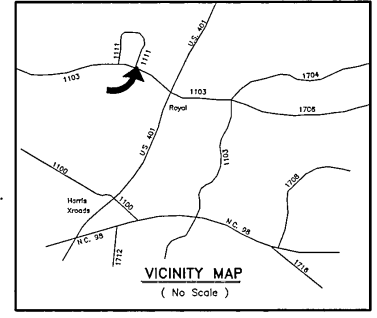 U.S. 401
1111
1111
1103
1704
1103
1706
Royal
U.S. 401
1103
1100
1708
Harris
Xroads
1100
N.C. 98
N.C. 98
1712
1716
VICINITY MAP
( No Scale )